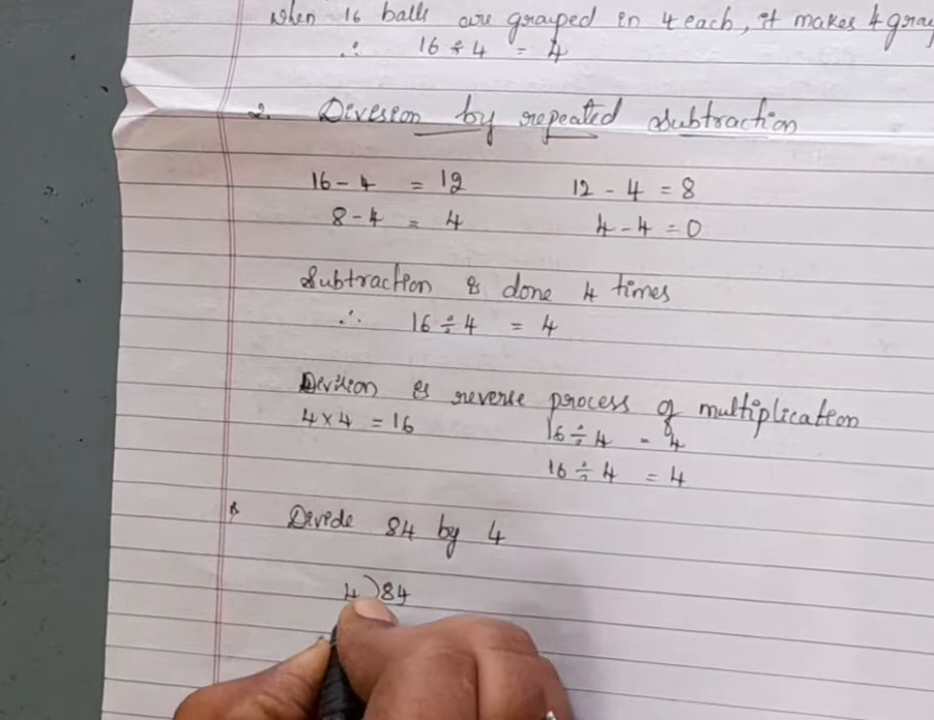 when 16 balls are grouped in 4 each, it makes 4 grou
∴ 16 ÷ 4 = 4
2. Division by repeated subtraction
16 - 4 = 12 12 - 4 = 8
8 - 4 = 4 4 - 4 = 0
Subtraction is done 4 times
∴ 16 ÷ 4 = 4
Division is reverse process of multiplication
4 × 4 = 16 16 ÷ 4 = 4
16 ÷ 4 = 4
Divide 84 by 4
4)84